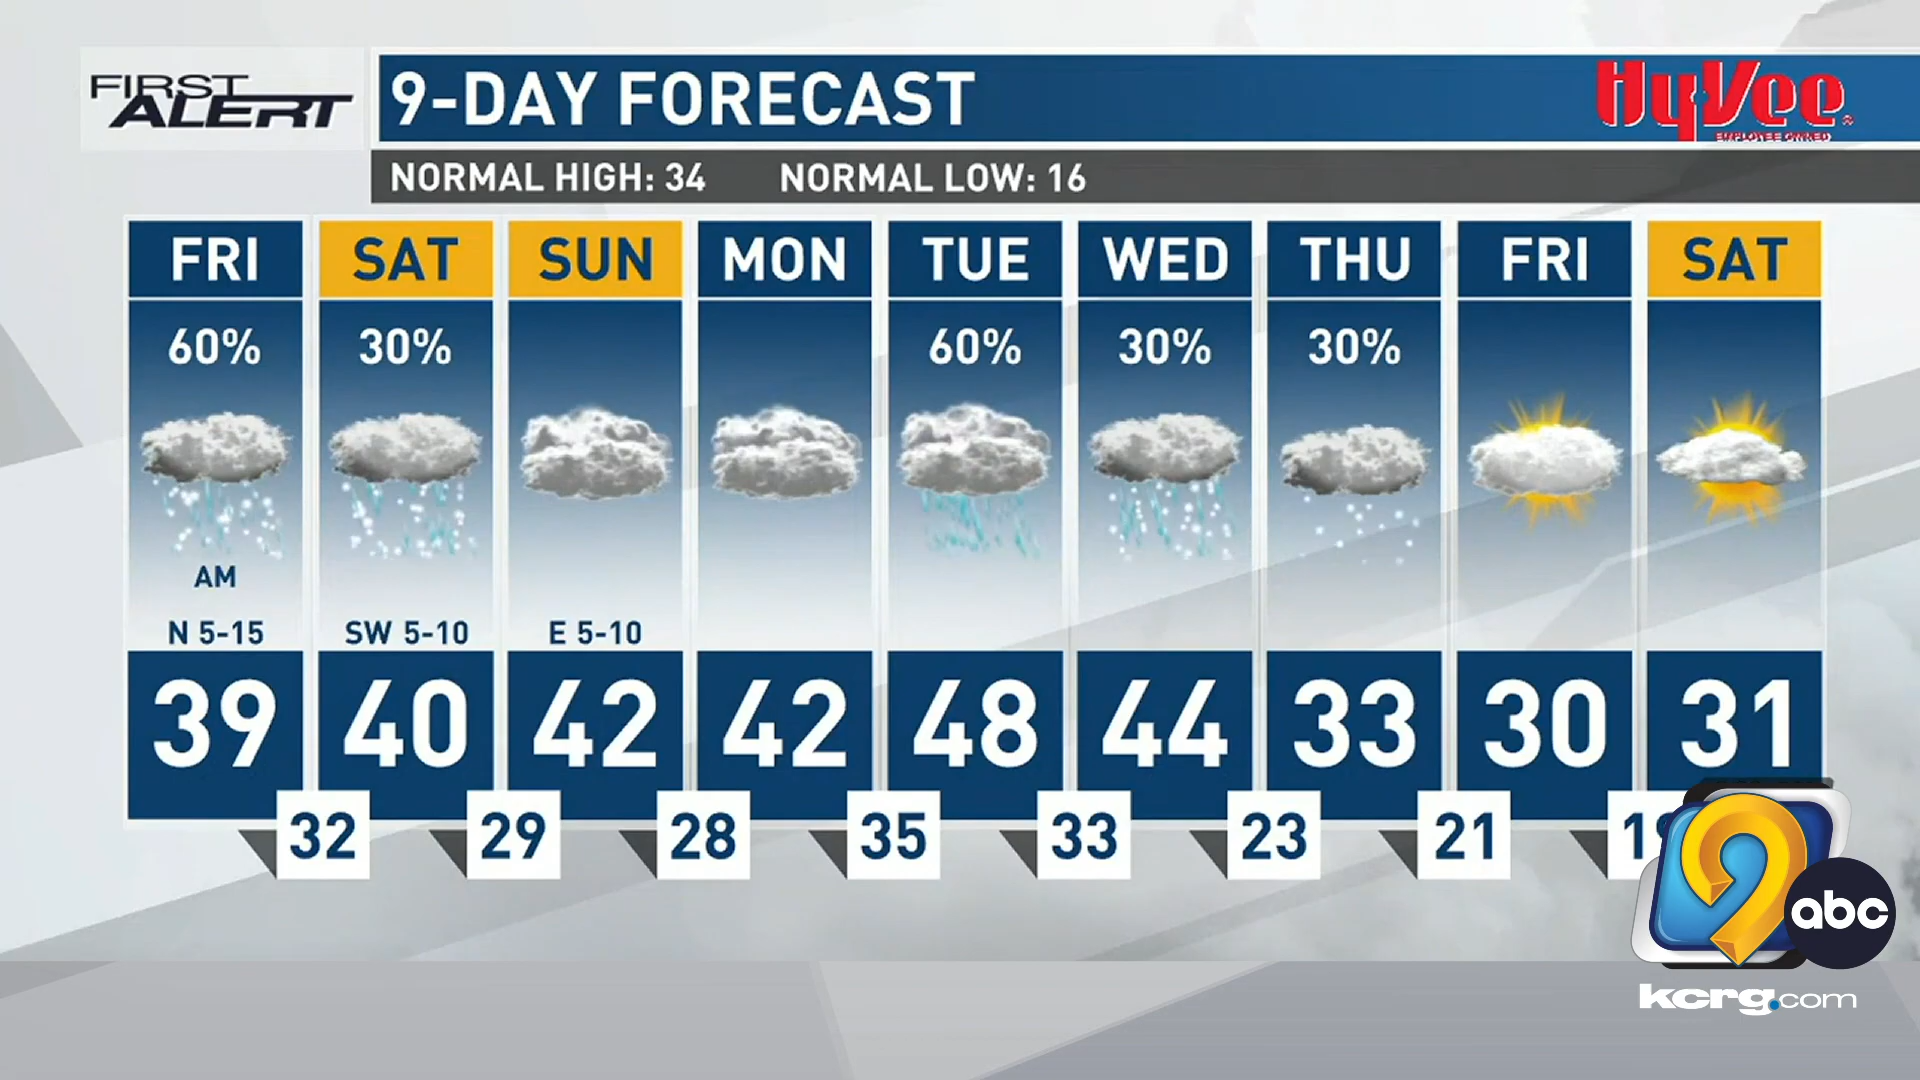 FIRST
ALERT
9-DAY FORECAST
HyVee
EMPLOYEE OWNED
NORMAL HIGH: 34 NORMAL LOW: 16
FRI SAT SUN MON TUE WED THU FRI SAT
60% 30% 60% 30% 30%
AM
N 5-15 SW 5-10 E 5-10
39 40 42 42 48 44 33 30 31
32 29 28 35 33 23 21
9
abc
kcrg.com